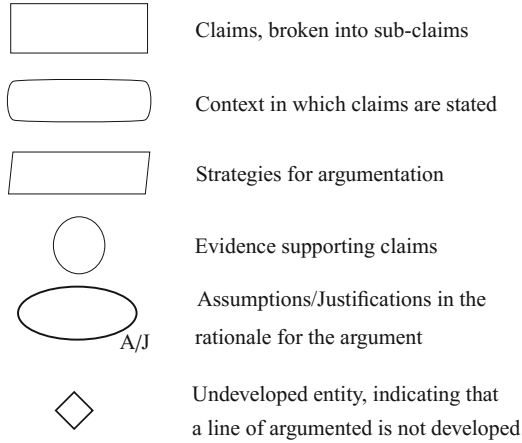 Claims, broken into sub-claims
Context in which claims are stated
Strategies for argumentation
Evidence supporting claims
Assumptions/Justifications in the
A/J
rationale for the argument
Undeveloped entity, indicating that
a line of argumented is not developed